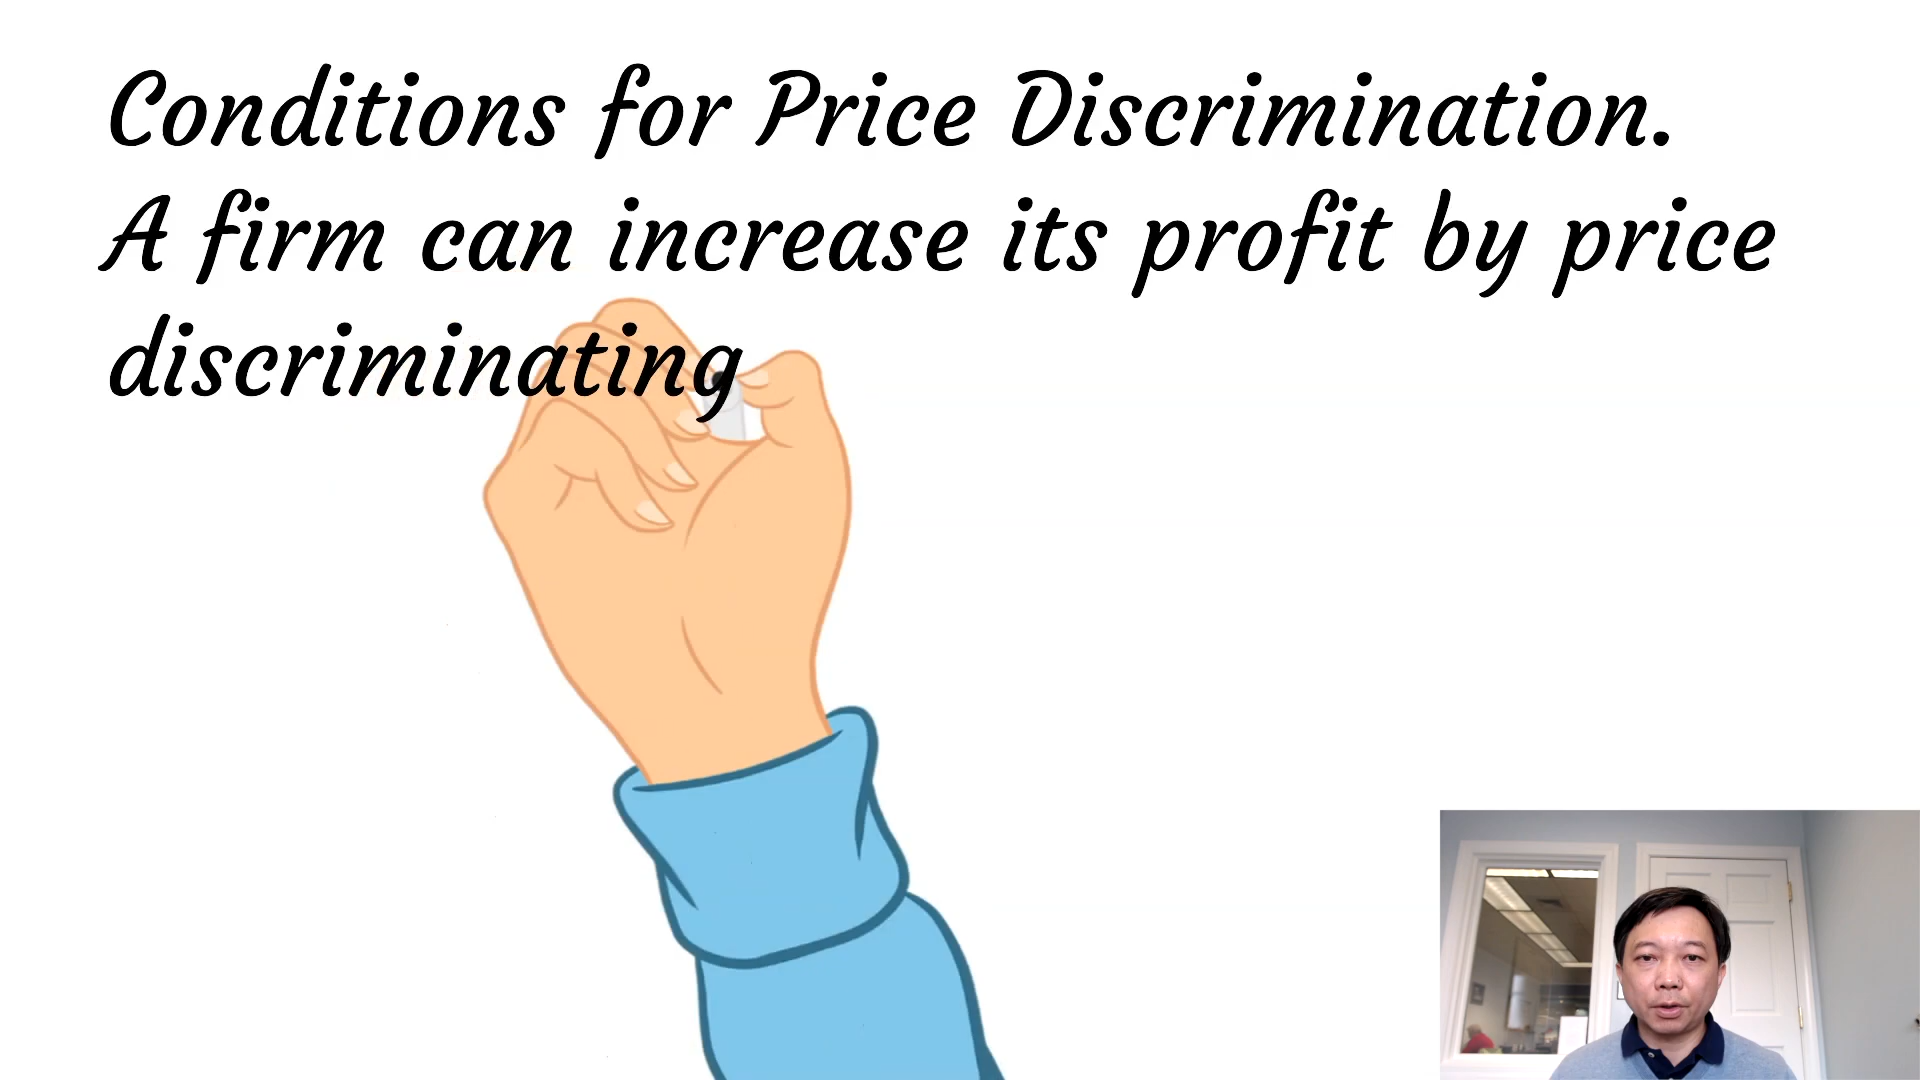 Conditions for Price Discrimination.
A firm can increase its profit by price
discriminating